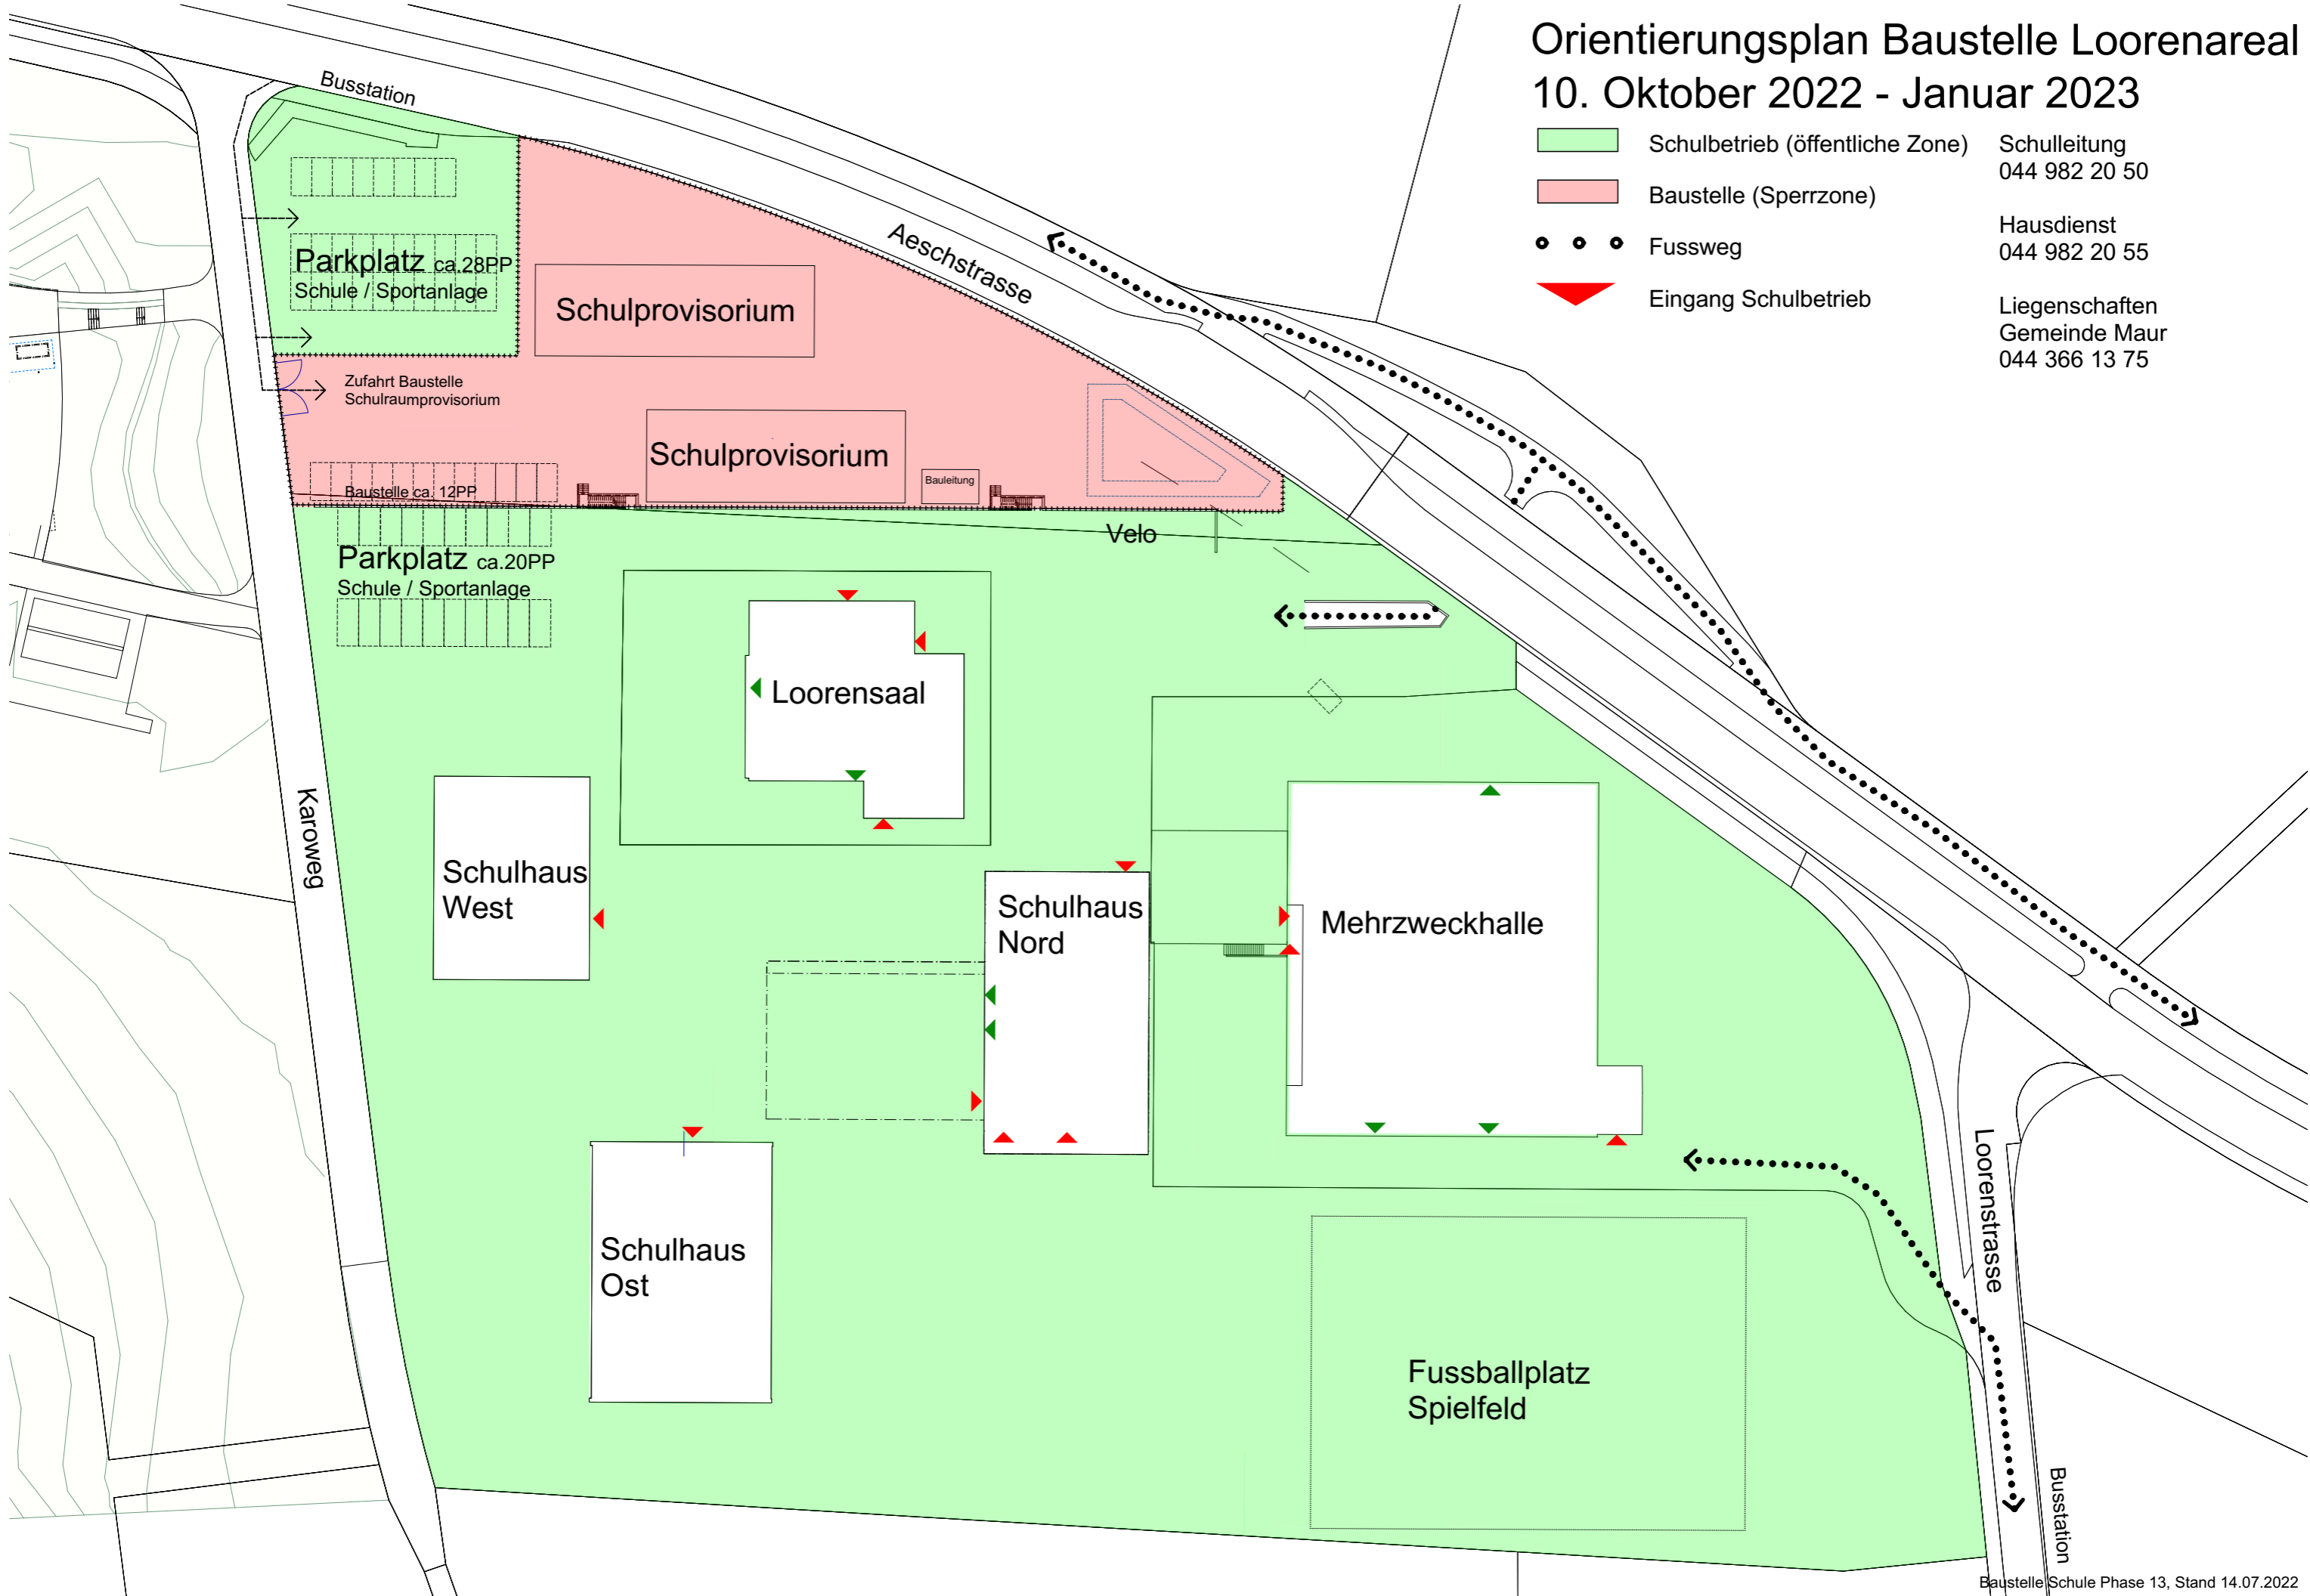 Orientierungsplan Baustelle Loorenareal
10. Oktober 2022 - Januar 2023
Schulbetrieb (öffentliche Zone)
Baustelle (Sperrzone)
Fussweg
Eingang Schulbetrieb
Schulleitung
044 982 20 50
Hausdienst
044 982 20 55
Liegenschaften
Gemeinde Maur
044 366 13 75
Busstation
Aeschstrasse
Parkplatz ca.28PP
Schule / Sportanlage
Schulprovisorium
Zufahrt Baustelle
Schulraumprovisorium
Schulprovisorium
Bauleitung
Baustelle ca. 12PP
Velo
Parkplatz ca.20PP
Schule / Sportanlage
Loorensaal
Karoweg
Schulhaus
West
Schulhaus
Nord
Mehrzweckhalle
Schulhaus
Ost
Loorenstrasse
Fussballplatz
Spielfeld
Busstation
Baustelle Schule Phase 13, Stand 14.07.2022